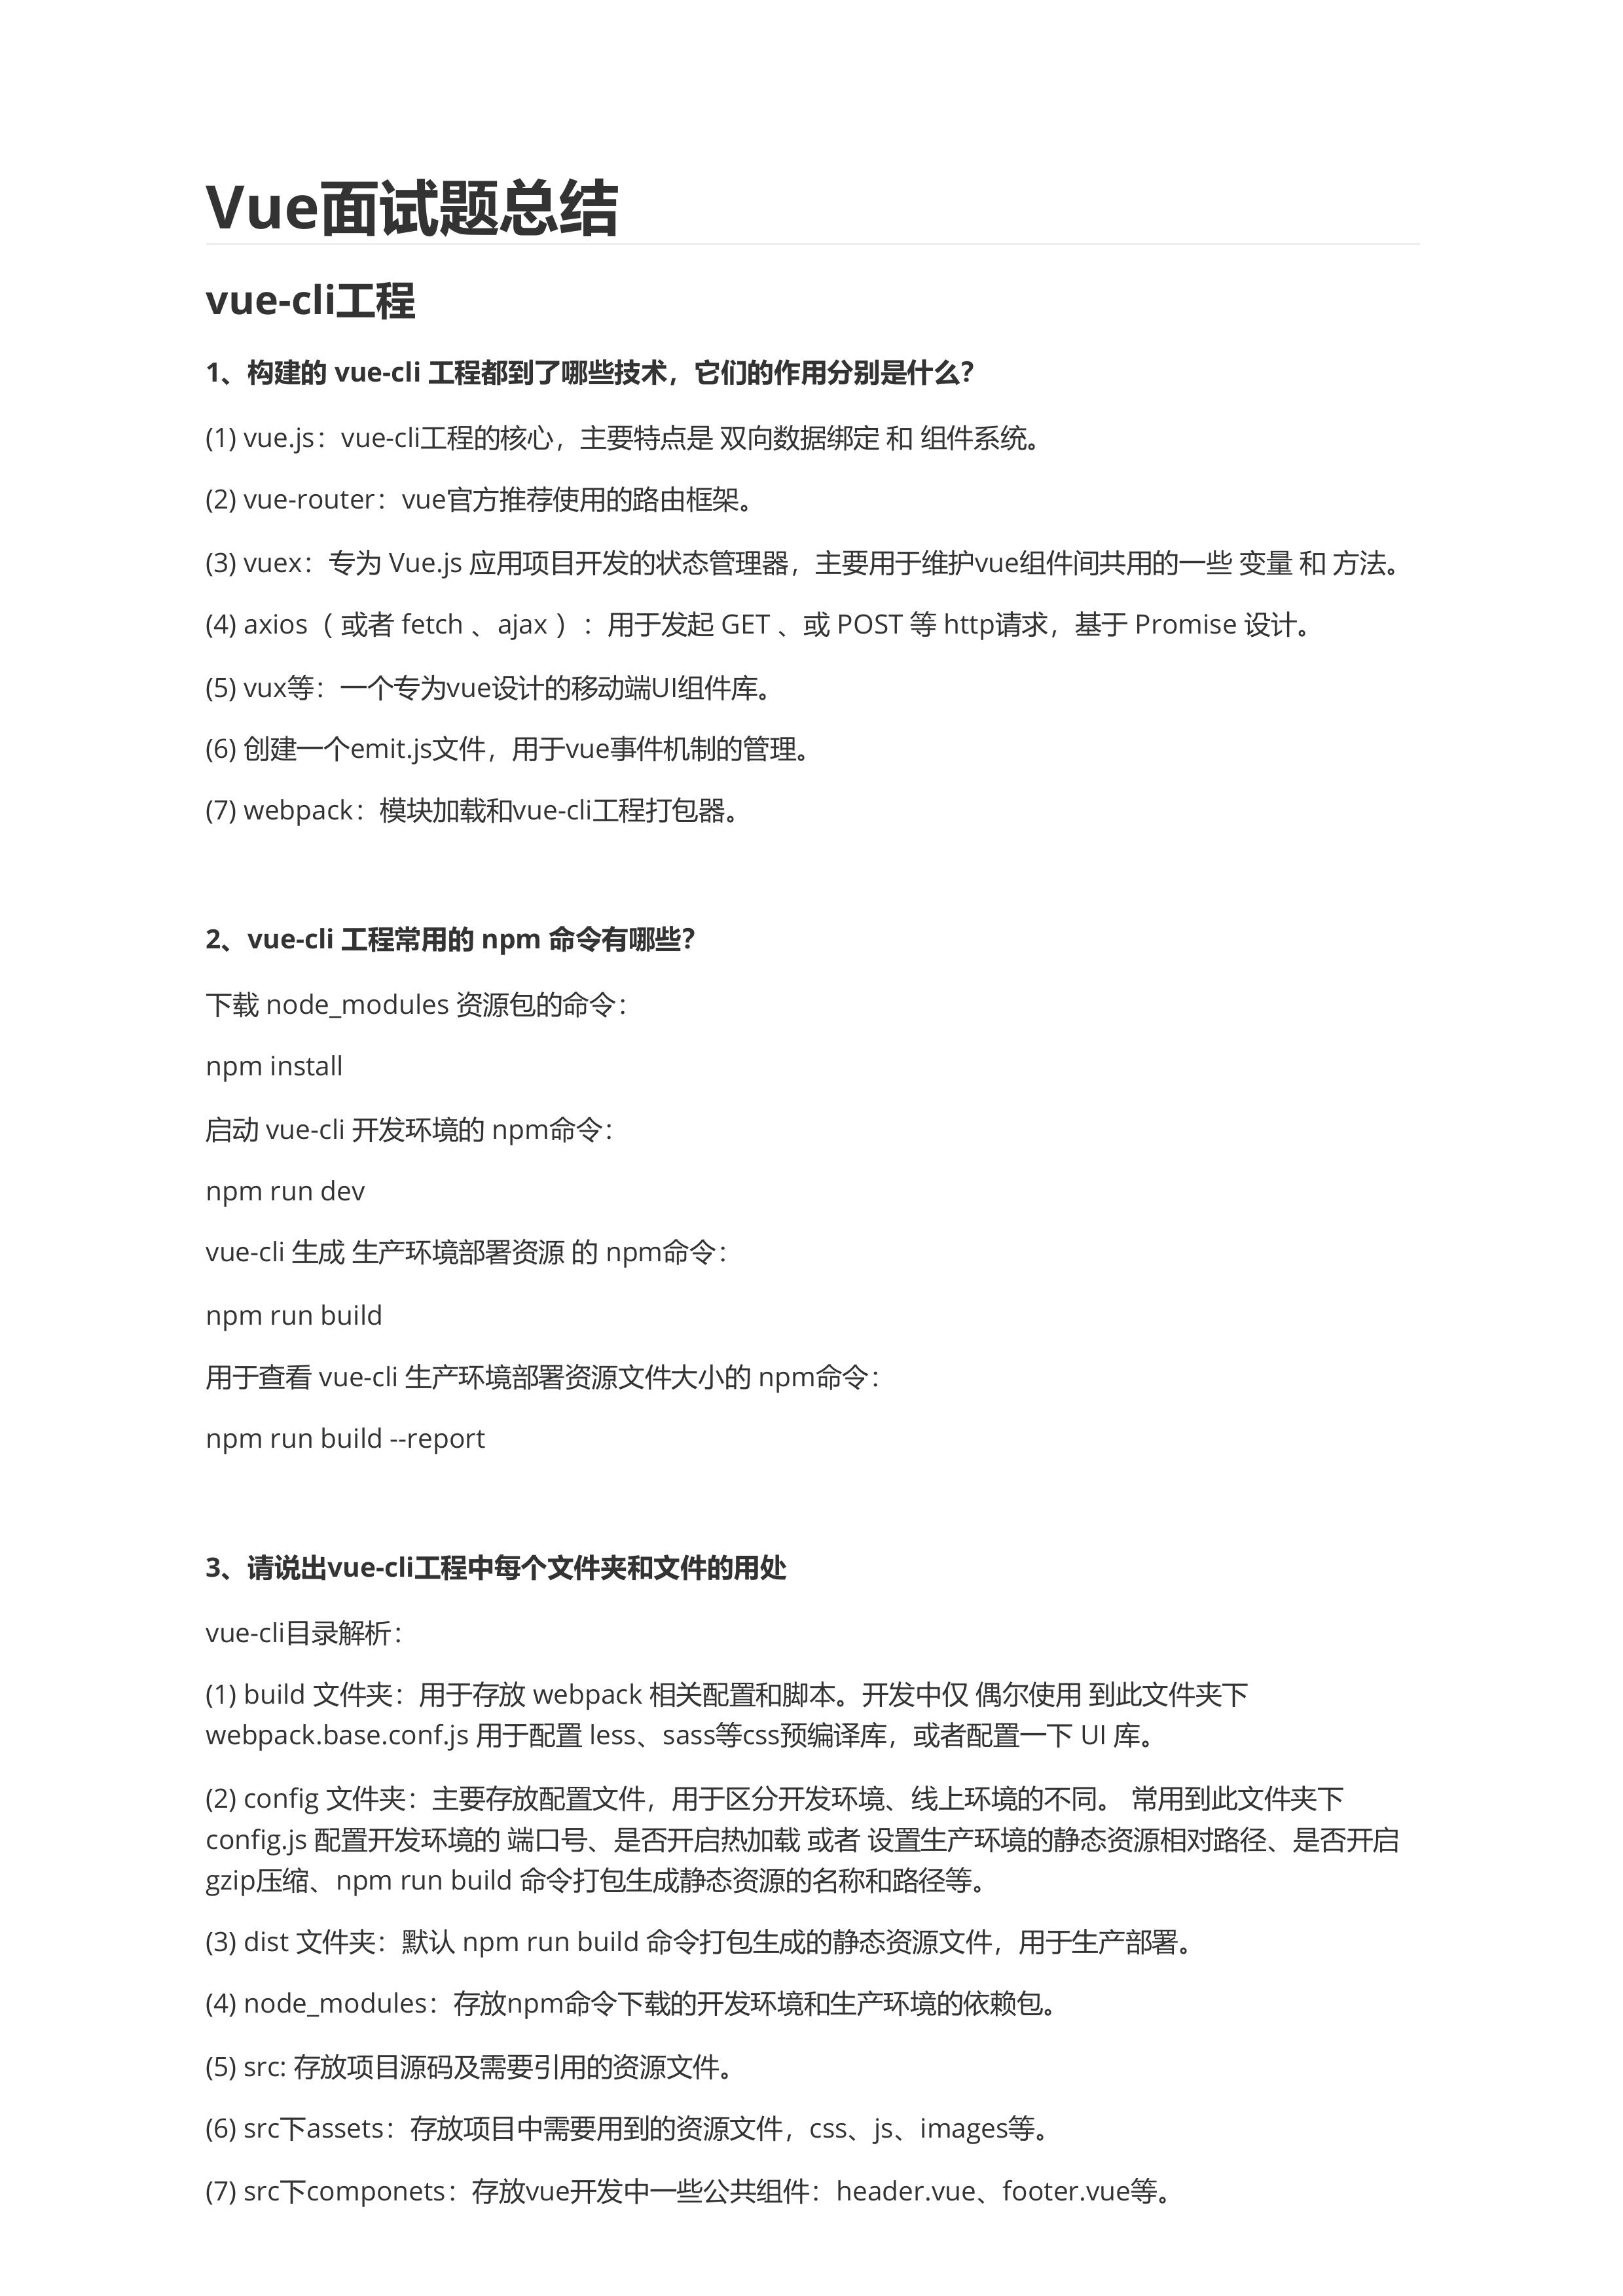 Vue面试题总结
vue-cli工程
1、构建的 vue-cli 工程都到了哪些技术，它们的作用分别是什么？
(1) vue.js：vue-cli工程的核心，主要特点是 双向数据绑定 和 组件系统。
(2) vue-router：vue官方推荐使用的路由框架。
(3) vuex：专为 Vue.js 应用项目开发的状态管理器，主要用于维护vue组件间共用的一些 变量 和 方法。
(4) axios（ 或者 fetch 、ajax ）：用于发起 GET 、或 POST 等 http请求，基于 Promise 设计。
(5) vux等：一个专为vue设计的移动端UI组件库。
(6) 创建一个emit.js文件，用于vue事件机制的管理。
(7) webpack：模块加载和vue-cli工程打包器。
2、vue-cli 工程常用的 npm 命令有哪些？
下载 node_modules 资源包的命令：
npm install
启动 vue-cli 开发环境的 npm命令：
npm run dev
vue-cli 生成 生产环境部署资源 的 npm命令：
npm run build
用于查看 vue-cli 生产环境部署资源文件大小的 npm命令：
npm run build --report
3、请说出vue-cli工程中每个文件夹和文件的用处
vue-cli目录解析：
(1) build 文件夹：用于存放 webpack 相关配置和脚本。开发中仅 偶尔使用 到此文件夹下
webpack.base.conf.js 用于配置 less、sass等css预编译库，或者配置一下 UI 库。
(2) config 文件夹：主要存放配置文件，用于区分开发环境、线上环境的不同。 常用到此文件夹下
config.js 配置开发环境的 端口号、是否开启热加载 或者 设置生产环境的静态资源相对路径、是否开启
gzip压缩、npm run build 命令打包生成静态资源的名称和路径等。
(3) dist 文件夹：默认 npm run build 命令打包生成的静态资源文件，用于生产部署。
(4) node_modules：存放npm命令下载的开发环境和生产环境的依赖包。
(5) src: 存放项目源码及需要引用的资源文件。
(6) src下assets：存放项目中需要用到的资源文件，css、js、images等。
(7) src下componets：存放vue开发中一些公共组件：header.vue、footer.vue等。